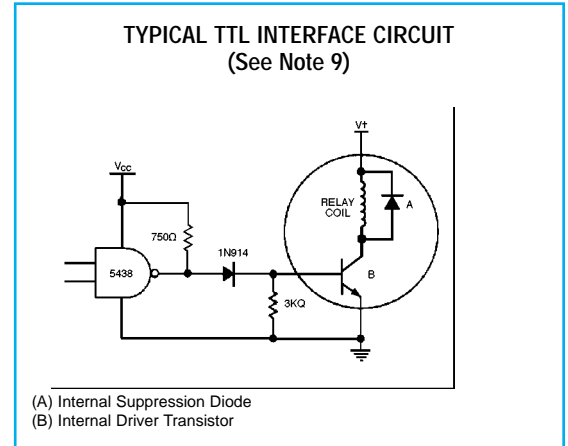 TYPICAL TTL INTERFACE CIRCUIT
(See Note 9)
V+
Vcc
RELAY
COIL
A
750Ω
1N914
5438
B
3KΩ
(A) Internal Suppression Diode
(B) Internal Driver Transistor